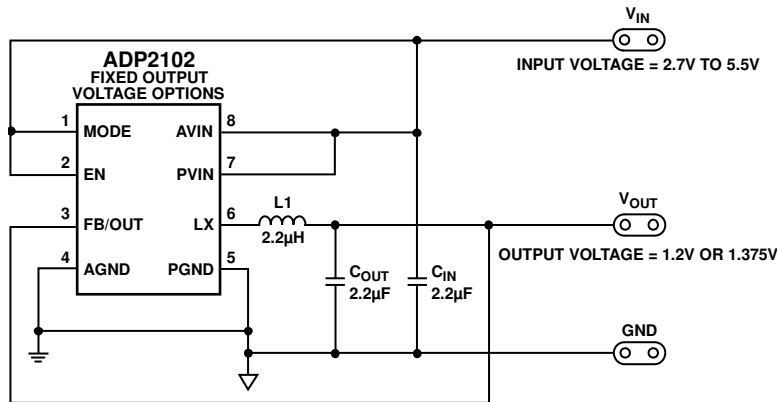 VIN
INPUT VOLTAGE = 2.7V TO 5.5V
ADP2102
FIXED OUTPUT
VOLTAGE OPTIONS
1
MODE
AVIN
8
2
EN
PVIN
7
3
FB/OUT
LX
6
L1
2.2µH
VOUT
OUTPUT VOLTAGE = 1.2V OR 1.375V
4
AGND
PGND
5
COUT
2.2µF
CIN
2.2µF
GND